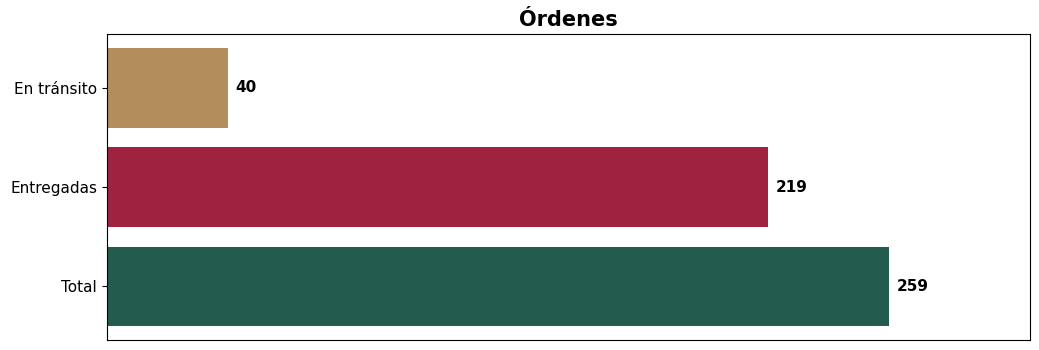 Órdenes
En tránsito 40
Entregadas 219
Total 259